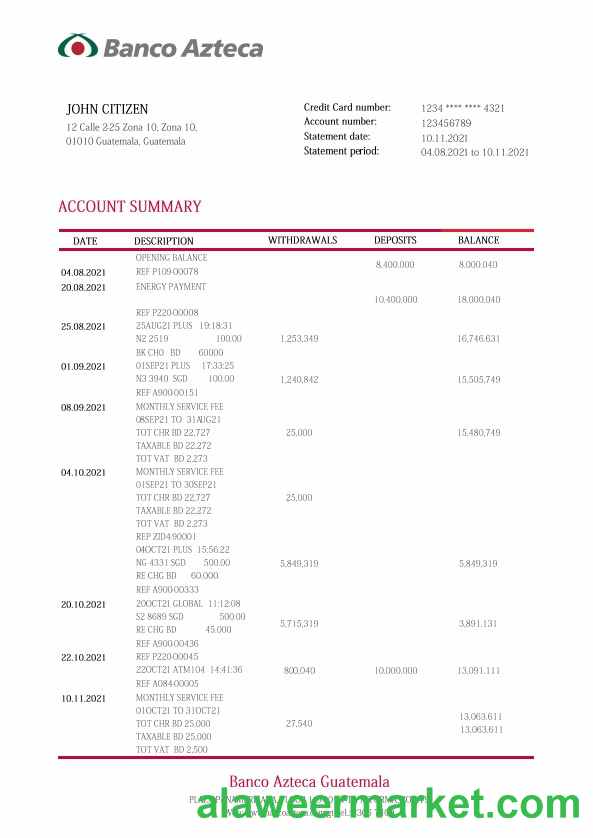 Banco Azteca
JOHN CITIZEN
12 Calle 2-25 Zona 10, Zona 10,
01010 Guatemala, Guatemala
Credit Card number: 1234 **** **** 4321
Account number: 123456789
Statement date: 10.11.2021
Statement period: 04.08.2021 to 10.11.2021
ACCOUNT SUMMARY
DATE DESCRIPTION WITHDRAWALS DEPOSITS BALANCE
OPENING BALANCE
8,400.000 8,000.040
04.08.2021 REF P109-00078
20.08.2021 ENERGY PAYMENT
10,400,000 18,000,040
REF P220-00008
25.08.2021 25AUG21 PLUS 19:18:31
N2 2519 100.00 1,253,349 16,746.631
BK CHO BD 60000
01.09.2021 01SEP21 PLUS 17:33:25
N3 3940 SGD 100.00 1,240,842 15,505,749
REF A900-00151
08.09.2021 MONTHLY SERVICE FEE
08SEP21 TO 31AUG21
TOT CHR BD 22,727 25,000 15,480,749
TAXABLE BD 22,272
TOT VAT BD 2,273
04.10.2021 MONTHLY SERVICE FEE
01SEP21 TO 30SEP21
TOT CHR BD 22,727 25,000
TAXABLE BD 22,272
TOT VAT BD 2,273
REP ZID4-90001
04OCT21 PLUS 15:56:22
NG 4331 SGD 500.00 5,849,319 5,849,319
RE CHG BD 60.000
REF A900-00333
20.10.2021 20OCT21 GLOBAL 11:12:08
S2 8689 SGD 500.00
5,715,319 3,891.131
RE CHG BD 45.000
REF A900-00436
22.10.2021 REF P220-00045
22OCT21 ATM104 14:41:36 800,040 10,000,000 13,091,111
REF A084-00005
10.11.2021 MONTHLY SERVICE FEE
01OCT21 TO 31OCT21
13,063.611
TOT CHR BD 25,000 27,540
13,063.611
TAXABLE BD 25,000
TOT VAT BD 2,500
Banco Azteca Guatemala
alaweermarket.com